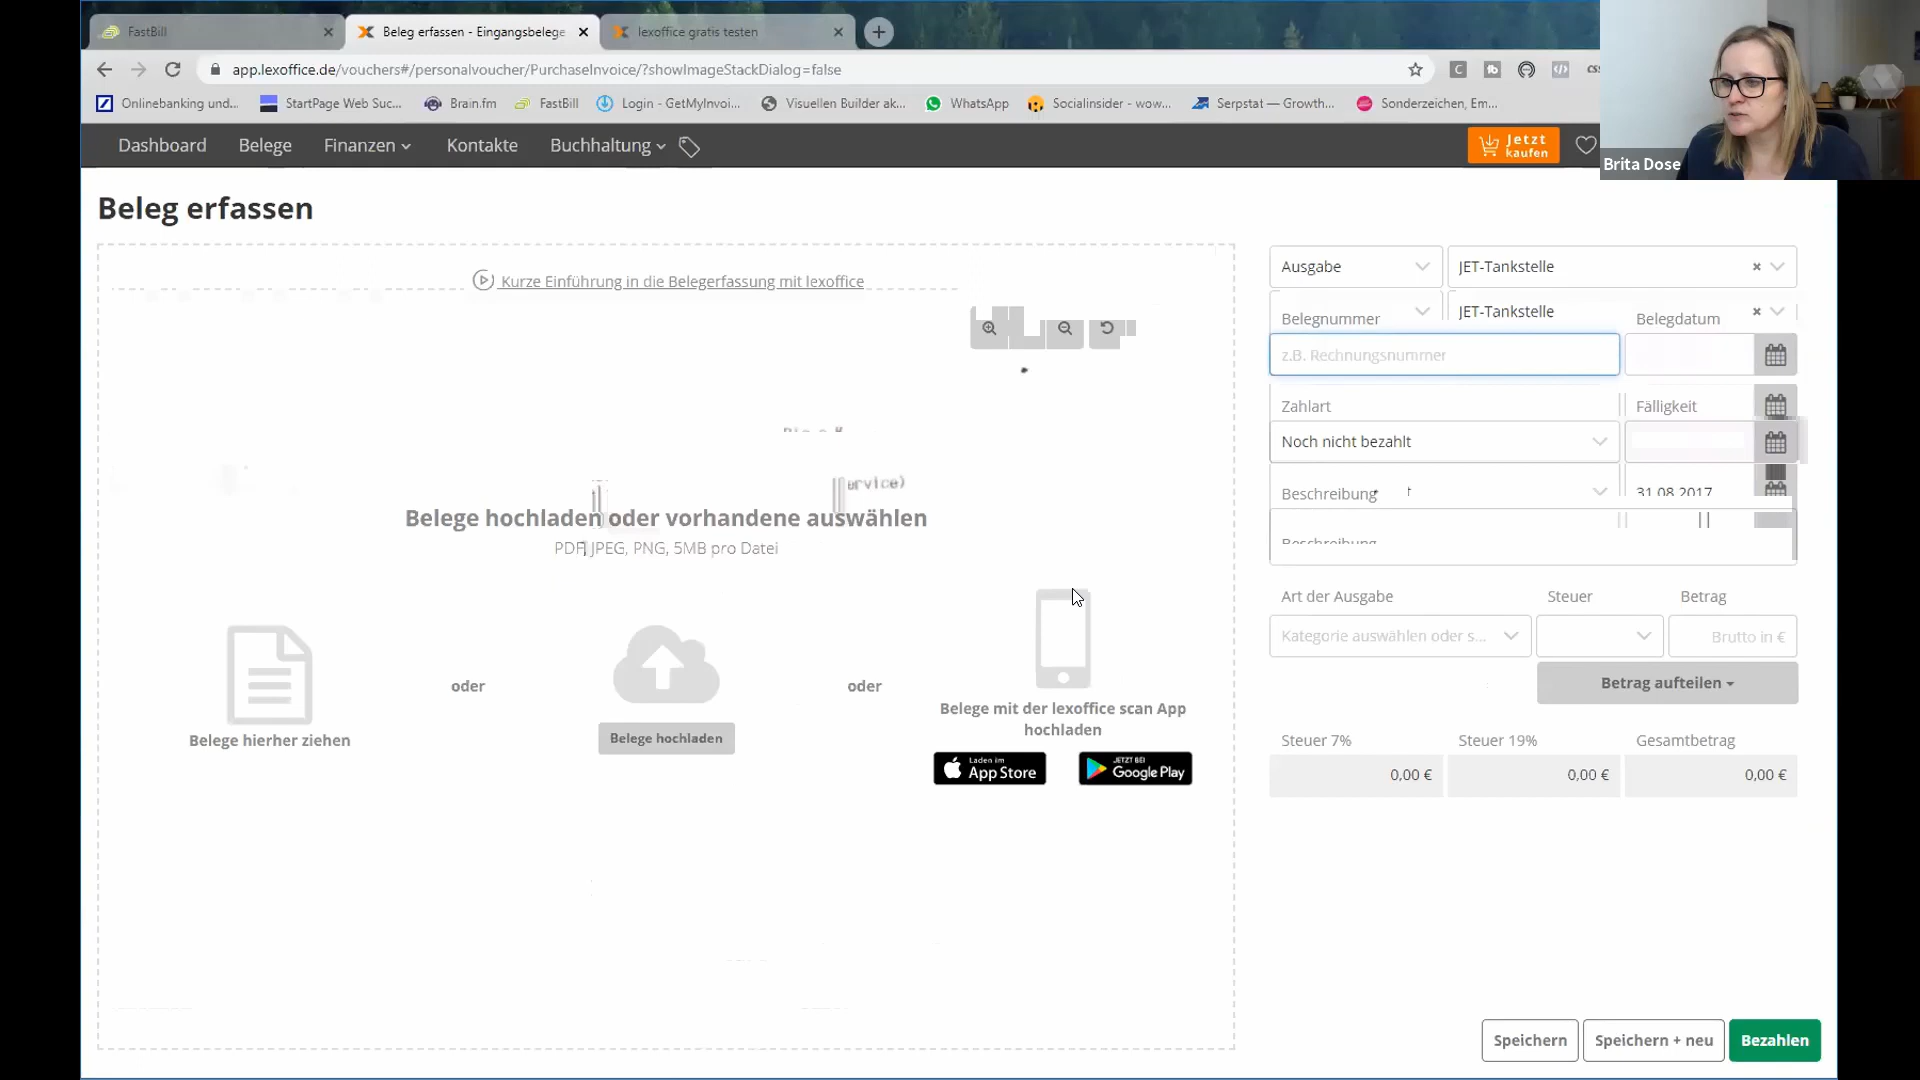 FastBill
Beleg erfassen - Eingangsbelege
lexoffice gratis testen
app.lexoffice.de/vouchers#/personalvoucher/PurchaseInvoice/?showImageStackDialog=false
Onlinebanking und...
StartPage Web Suc...
Brain.fm
FastBill
Login - GetMyInvoi...
Visuellen Builder ak...
WhatsApp
Socialinsider - wow...
Serpstat — Growth...
Sonderzeichen, Em...
Dashboard
Belege
Finanzen
Kontakte
Buchhaltung
Jetzt
kaufen
Brita Dose
Beleg erfassen
Kurze Einführung in die Belegerfassung mit lexoffice
Belege hochladen oder vorhandene auswählen
PDF, JPEG, PNG, 5MB pro Datei
oder
oder
Belege hierher ziehen
Belege hochladen
Belege mit der lexoffice scan App
hochladen
Laden im
App Store
JETZT BEI
Google Play
Ausgabe
JET-Tankstelle
JET-Tankstelle
Belegnummer
Belegdatum
z.B. Rechnungsnummer
Zahlart
Fälligkeit
Noch nicht bezahlt
Beschreibung
31.08.2017
Beschreibung
Art der Ausgabe
Steuer
Betrag
Kategorie auswählen oder s...
Brutto in €
Betrag aufteilen
Steuer 7%
Steuer 19%
Gesamtbetrag
0,00 €
0,00 €
0,00 €
Speichern
Speichern + neu
Bezahlen